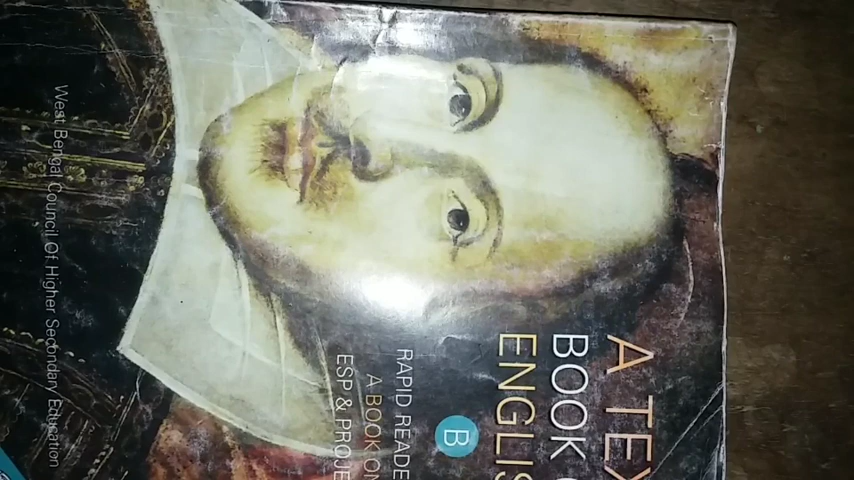 A TEX
BOOK O
ENGLIS
B
RAPID READE
A BOOK ON
ESP & PROJE
West Bengal Council Of Higher Secondary Education